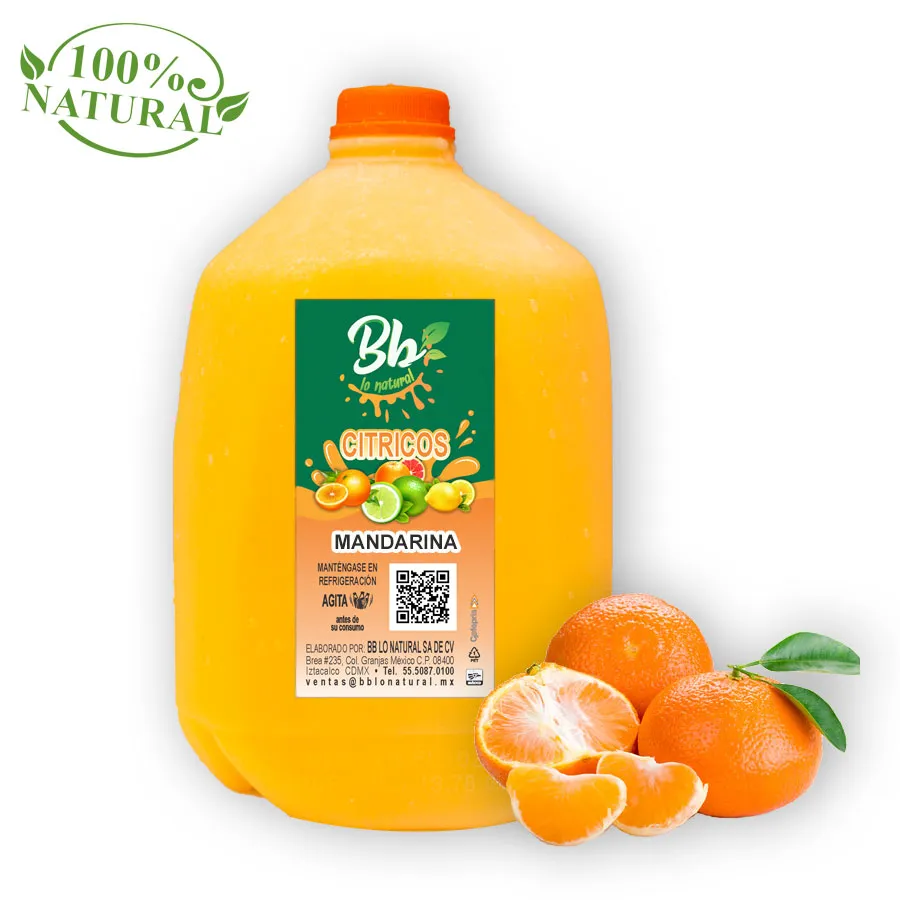 100%
NATURAL
Bb
lo natural
CITRICOS
MANDARINA
MANTÉNGASE EN
REFRIGERACIÓN
AGITA
antes de
su consumo
Cofepris
PET
ELABORADO POR: BB LO NATURAL SA DE CV
Brea #235, Col. Granjas México C.P. 08400
Iztacalco CDMX • Tel. 55.5087.0100
ventas@bblonatural.mx